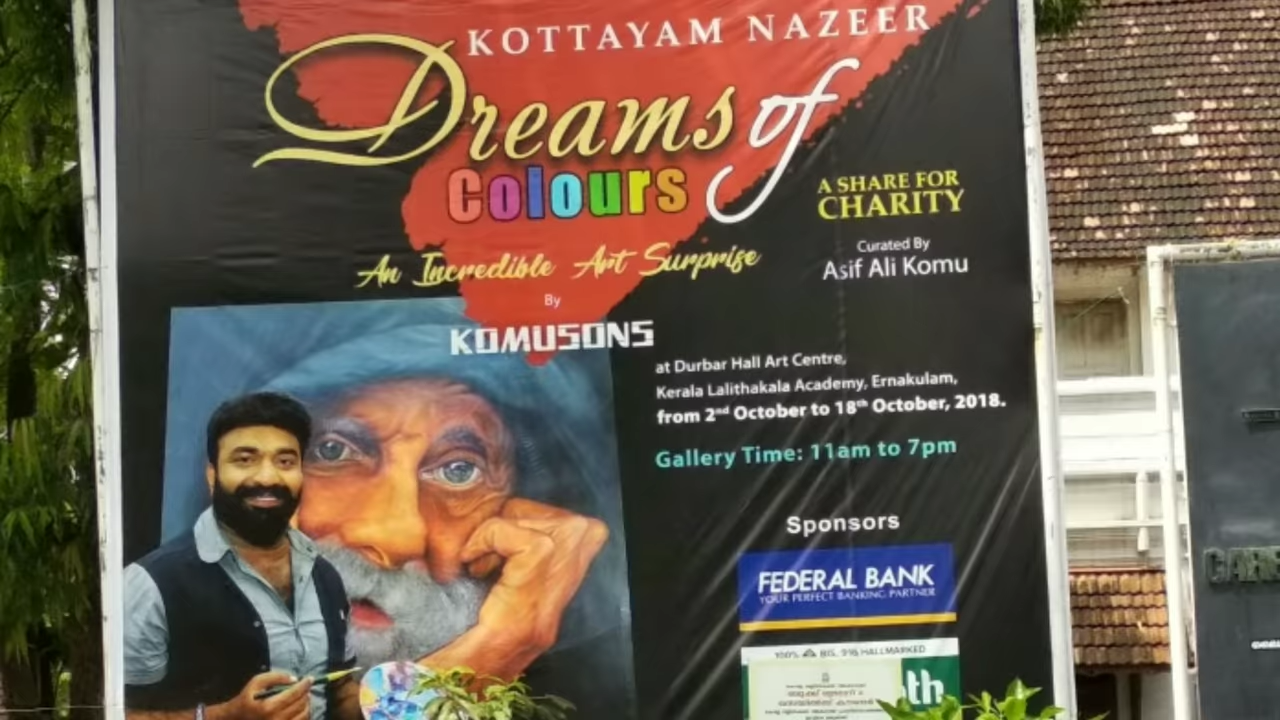 KOTTAYAM NAZEER
Dreams of
Colours
A SHARE FOR
CHARITY
An Incredible Art Surprise
Curated By
Asif Ali Komu
By
KOMUSONS
at Durbar Hall Art Centre,
Kerala Lalithakala Academy, Ernakulam,
from 2nd October to 18th October, 2018.
Gallery Time: 11am to 7pm
Sponsors
FEDERAL BANK
YOUR PERFECT BANKING PARTNER
100% BIS. 916 HALLMARKED